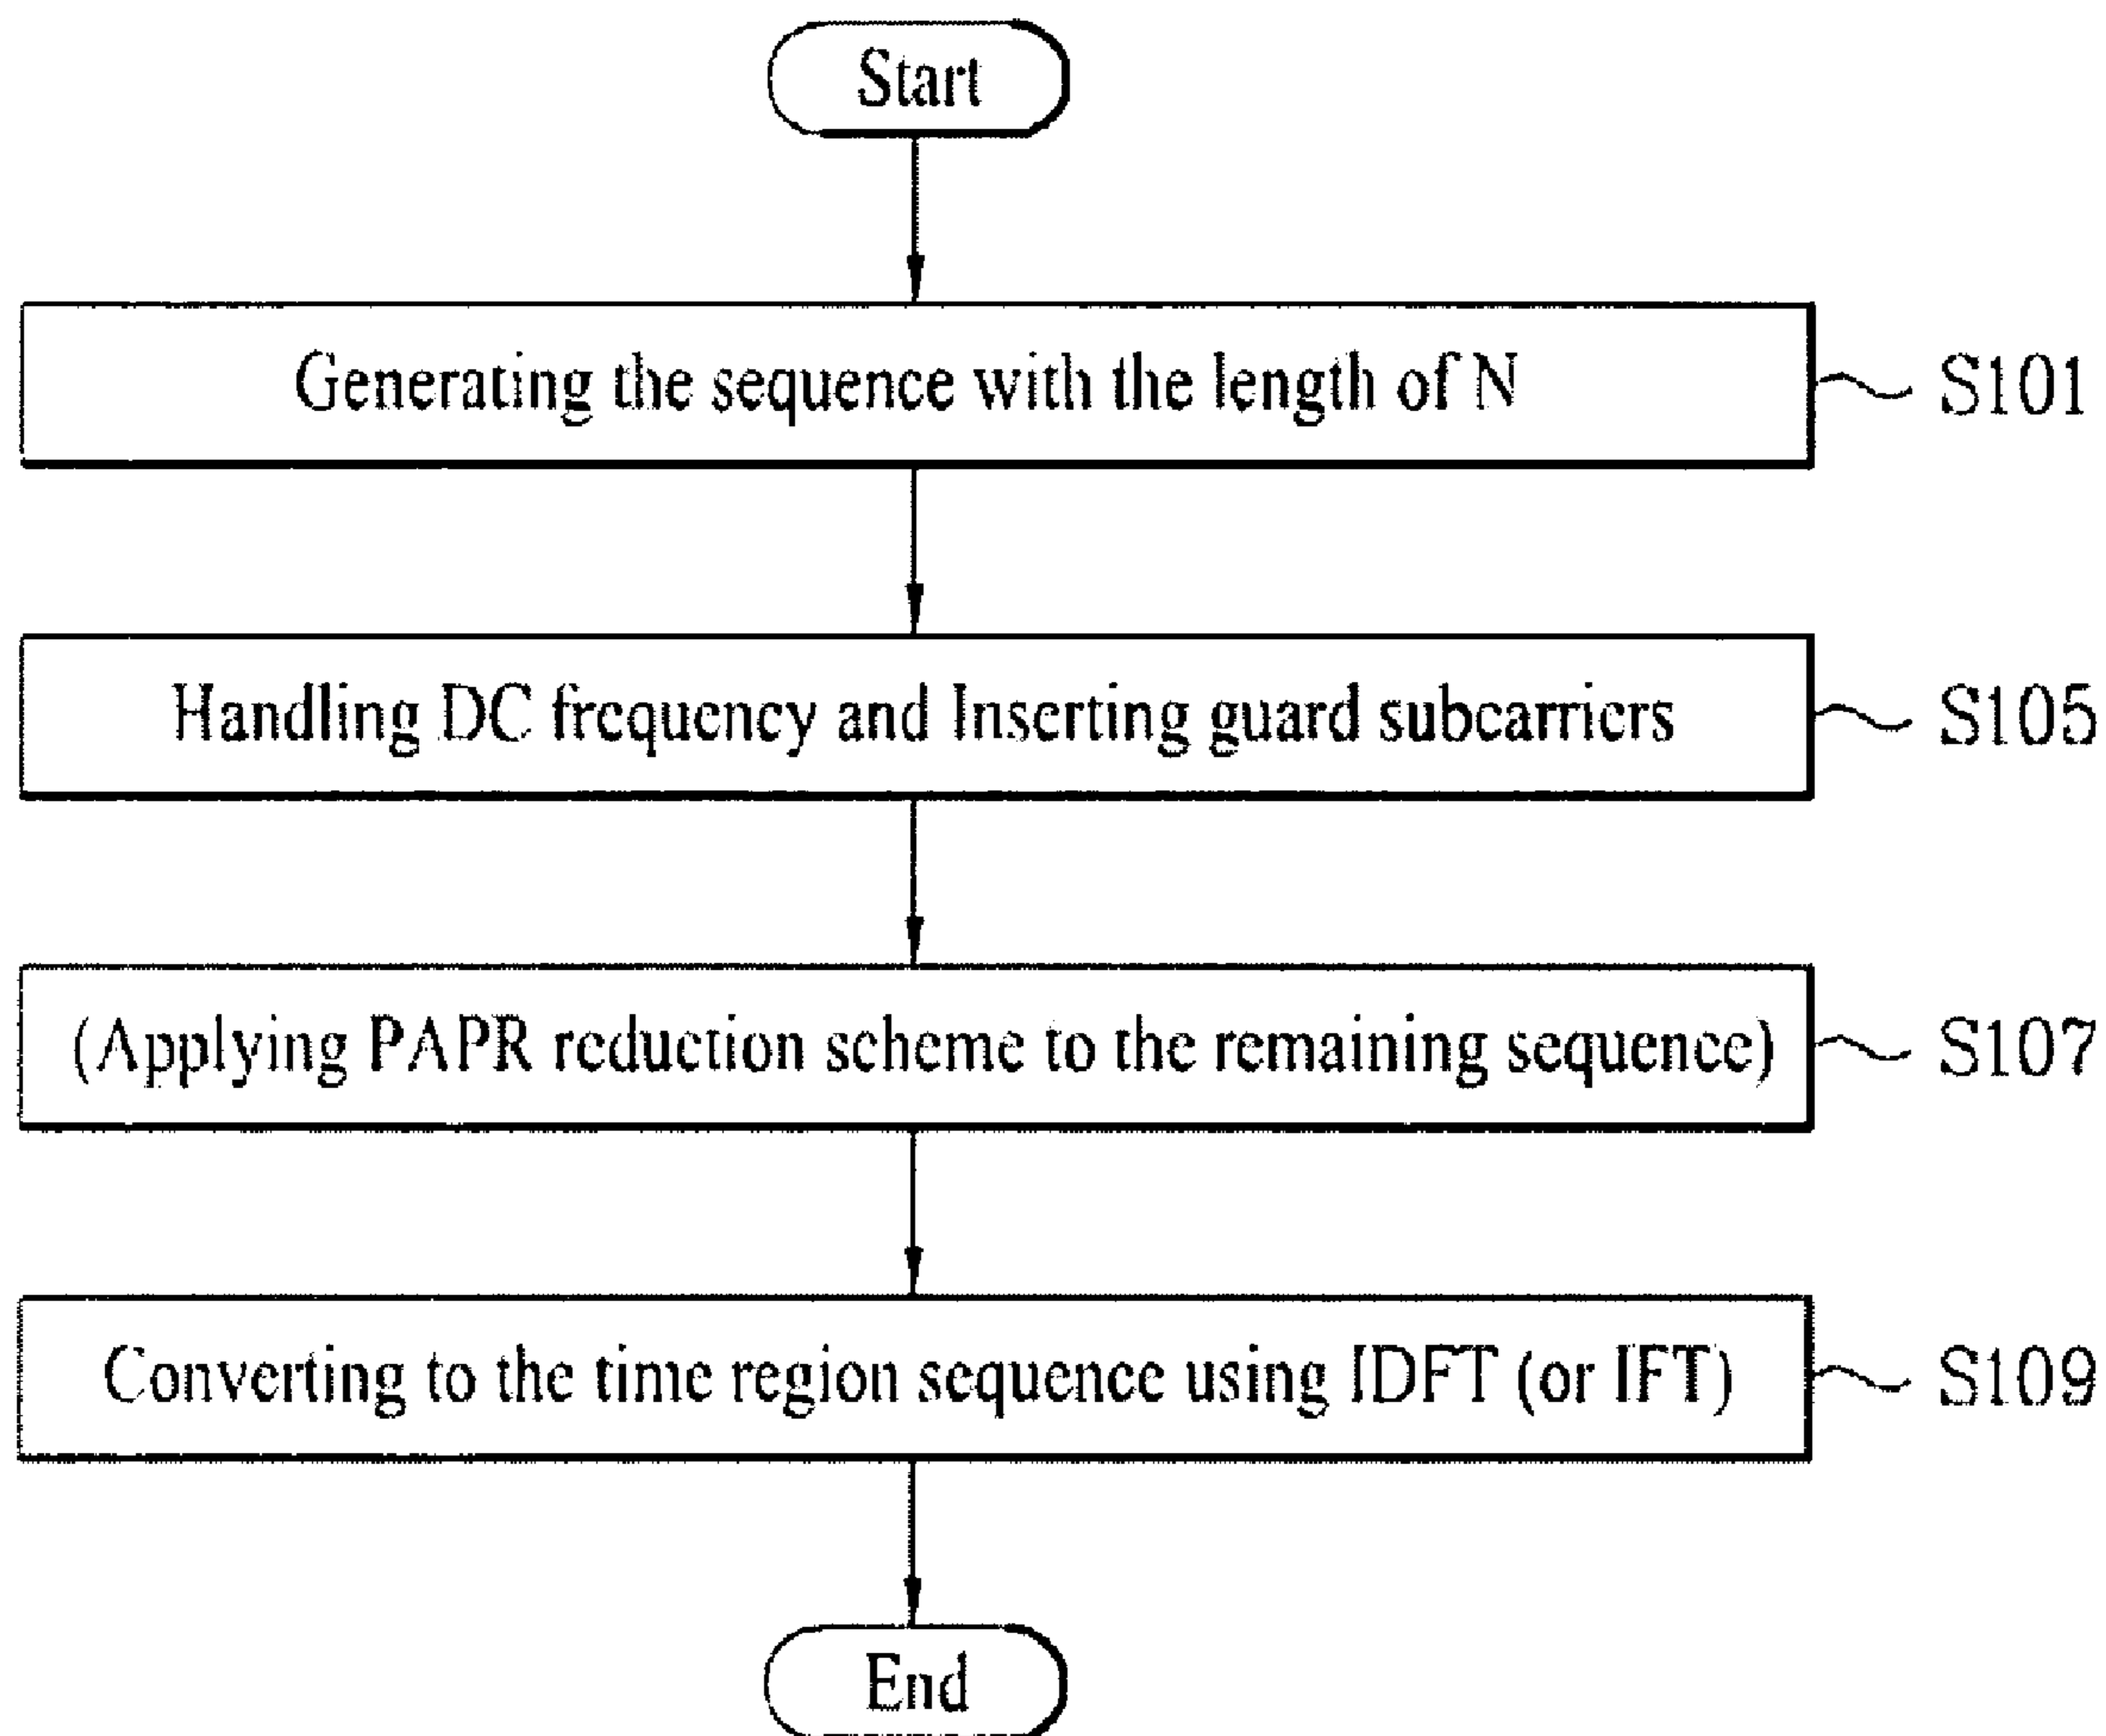 Start
Generating the sequence with the length of N
S101
Handling DC frequency and Inserting guard subcarriers
S105
(Applying PAPR reduction scheme to the remaining sequence)
S107
Converting to the time region sequence using IDFT (or IFT)
S109
End